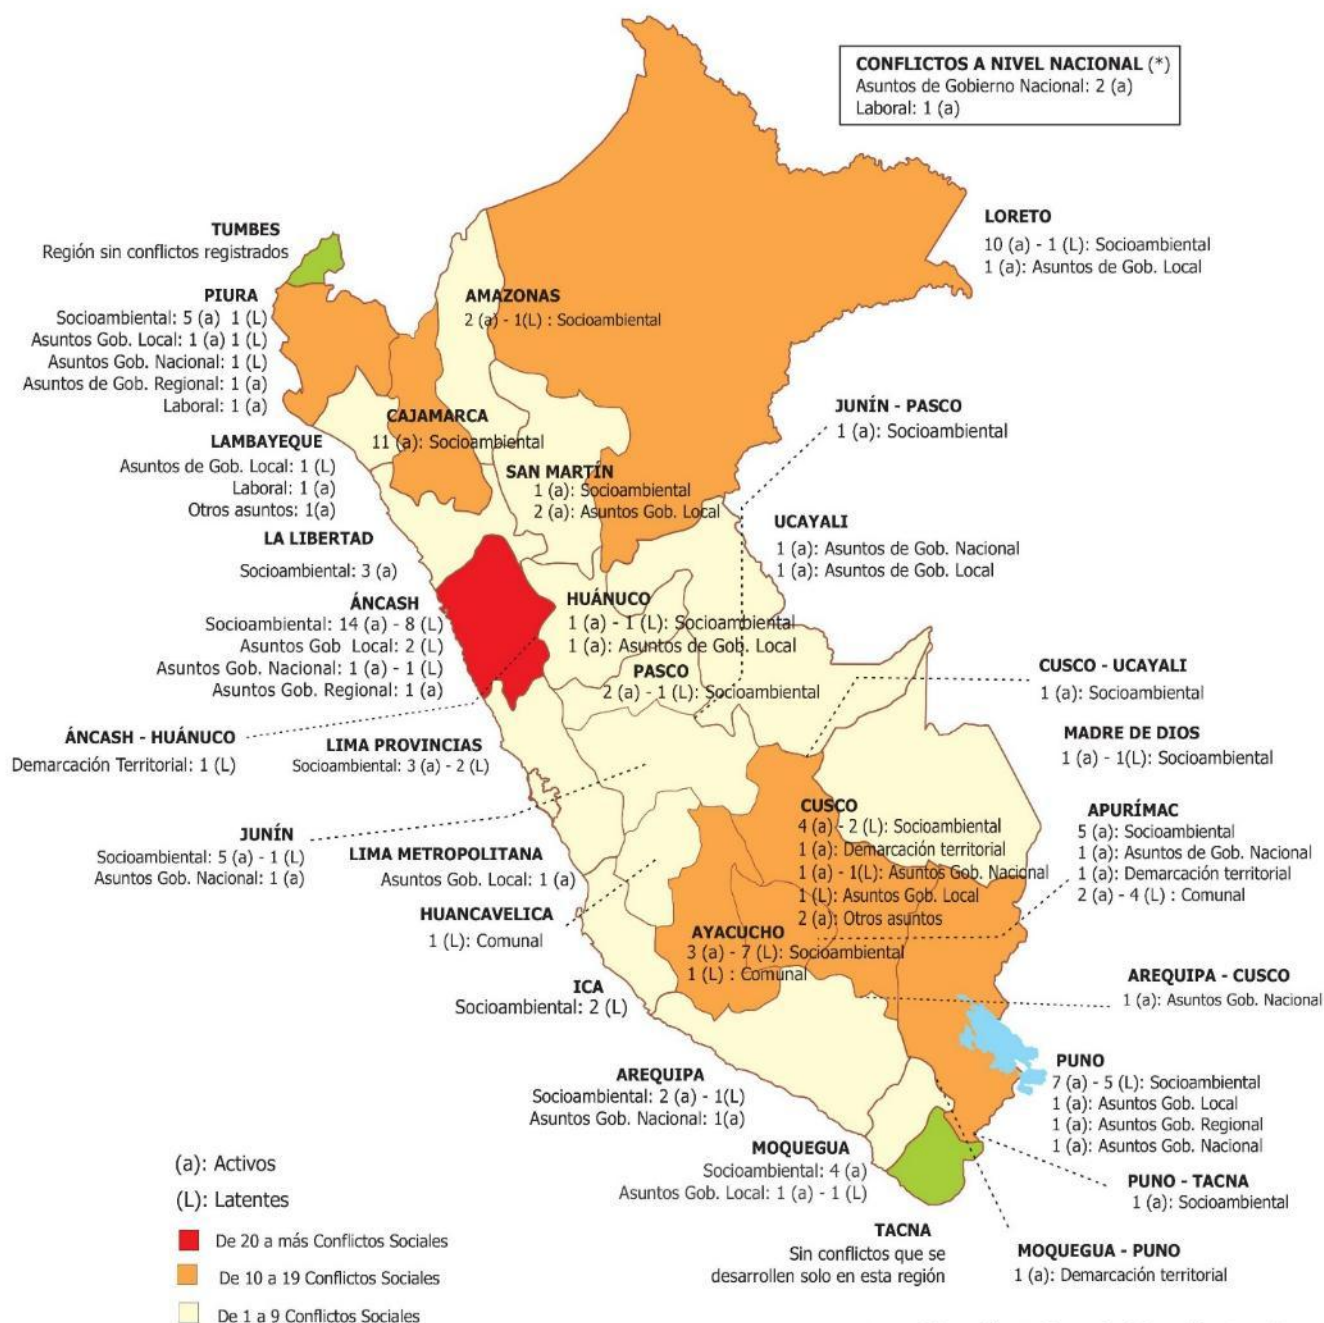 CONFLICTOS A NIVEL NACIONAL (*)
Asuntos de Gobierno Nacional: 2 (a)
Laboral: 1 (a)
TUMBES
Región sin conflictos registrados
PIURA
Socioambiental: 5 (a) 1 (L)
Asuntos Gob. Local: 1 (a) 1 (L)
Asuntos Gob. Nacional: 1 (L)
Asuntos de Gob. Regional: 1 (a)
Laboral: 1 (a)
LAMBAYEQUE
Asuntos de Gob. Local: 1 (L)
Laboral: 1 (a)
Otros asuntos: 1(a)
LA LIBERTAD
Socioambiental: 3 (a)
ÁNCASH
Socioambiental: 14 (a) - 8 (L)
Asuntos Gob Local: 2 (L)
Asuntos Gob. Nacional: 1 (a) - 1 (L)
Asuntos Gob. Regional: 1 (a)
ÁNCASH - HUÁNUCO
Demarcación Territorial: 1 (L)
LIMA PROVINCIAS
Socioambiental: 3 (a) - 2 (L)
JUNÍN
Socioambiental: 5 (a) - 1 (L)
Asuntos Gob. Nacional: 1 (a)
LIMA METROPOLITANA
Asuntos Gob. Local: 1 (a)
HUANCAVELICA
1 (L): Comunal
ICA
Socioambiental: 2 (L)
AREQUIPA
Socioambiental: 2 (a) - 1(L)
Asuntos Gob. Nacional: 1(a)
MOQUEGUA
Socioambiental: 4 (a)
Asuntos Gob. Local: 1 (a) - 1 (L)
TACNA
Sin conflictos que se
desarrollen solo en esta región
AMAZONAS
2 (a) - 1(L) : Socioambiental
CAJAMARCA
11 (a): Socioambiental
SAN MARTÍN
1 (a): Socioambiental
2 (a): Asuntos Gob. Local
HUÁNUCO
1 (a) - 1 (L): Socioambiental
1 (a): Asuntos de Gob. Local
PASCO
2 (a) - 1 (L): Socioambiental
CUSCO
4 (a) - 2 (L): Socioambiental
1 (a): Demarcación territorial
1 (a) - 1(L): Asuntos Gob. Nacional
1 (L): Asuntos Gob. Local
2 (a): Otros asuntos
AYACUCHO
3 (a) - 7 (L): Socioambiental
1 (L) : Comunal
LORETO
10 (a) - 1 (L): Socioambiental
1 (a): Asuntos de Gob. Local
JUNÍN - PASCO
1 (a): Socioambiental
UCAYALI
1 (a): Asuntos de Gob. Nacional
1 (a): Asuntos de Gob. Local
CUSCO - UCAYALI
1 (a): Socioambiental
MADRE DE DIOS
1 (a) - 1(L): Socioambiental
APURÍMAC
5 (a): Socioambiental
1 (a): Asuntos de Gob. Nacional
1 (a): Demarcación territorial
2 (a) - 4 (L) : Comunal
AREQUIPA - CUSCO
1 (a): Asuntos Gob. Nacional
PUNO
7 (a) - 5 (L): Socioambiental
1 (a): Asuntos Gob. Local
1 (a): Asuntos Gob. Regional
1 (a): Asuntos Gob. Nacional
PUNO - TACNA
1 (a): Socioambiental
MOQUEGUA - PUNO
1 (a): Demarcación territorial
(a): Activos
(L): Latentes
De 20 a más Conflictos Sociales
De 10 a 19 Conflictos Sociales
De 1 a 9 Conflictos Sociales